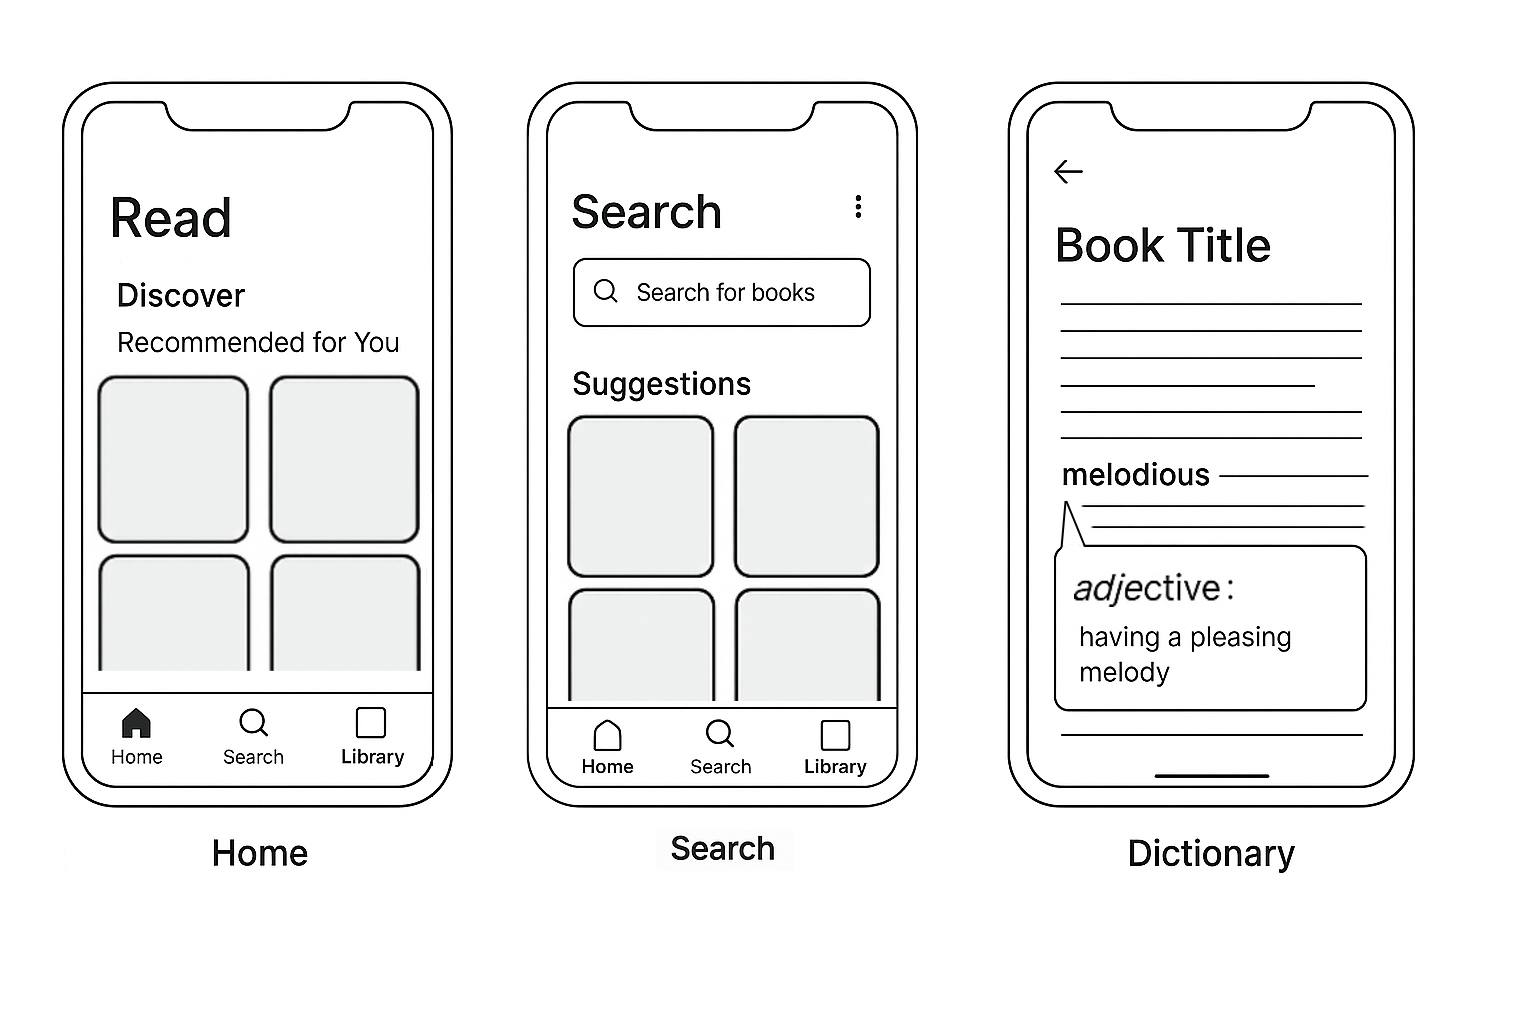 Read
Discover
Recommended for You
Home Search Library
Home
Search
Search for books
Suggestions
Home Search Library
Search
Book Title
melodious
adjective:
having a pleasing
melody
Dictionary